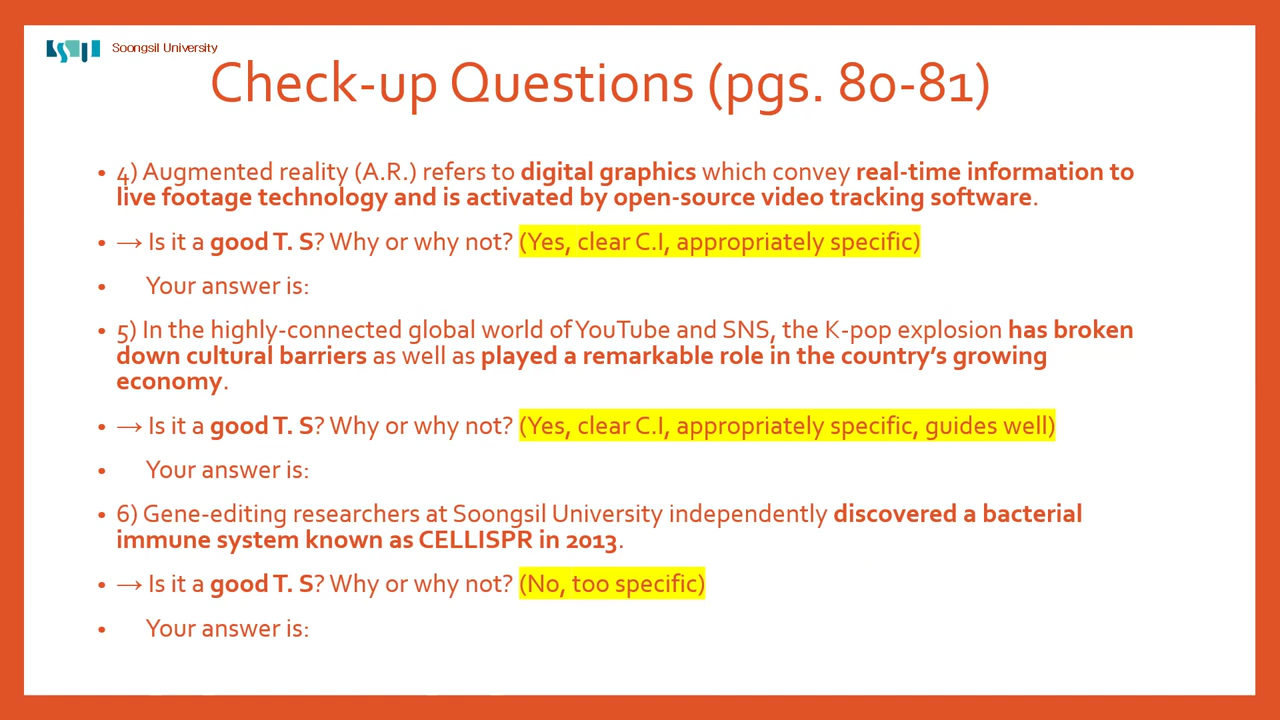 Soongsil University
Check-up Questions (pgs. 80-81)
• 4) Augmented reality (A.R.) refers to digital graphics which convey real-time information to
live footage technology and is activated by open-source video tracking software.
• → Is it a good T. S? Why or why not? (Yes, clear C.I, appropriately specific)
• Your answer is:
• 5) In the highly-connected global world of YouTube and SNS, the K-pop explosion has broken
down cultural barriers as well as played a remarkable role in the country's growing
economy.
• → Is it a good T. S? Why or why not? (Yes, clear C.I, appropriately specific, guides well)
• Your answer is:
• 6) Gene-editing researchers at Soongsil University independently discovered a bacterial
immune system known as CELLISPR in 2013.
• → Is it a good T. S? Why or why not? (No, too specific)
• Your answer is: